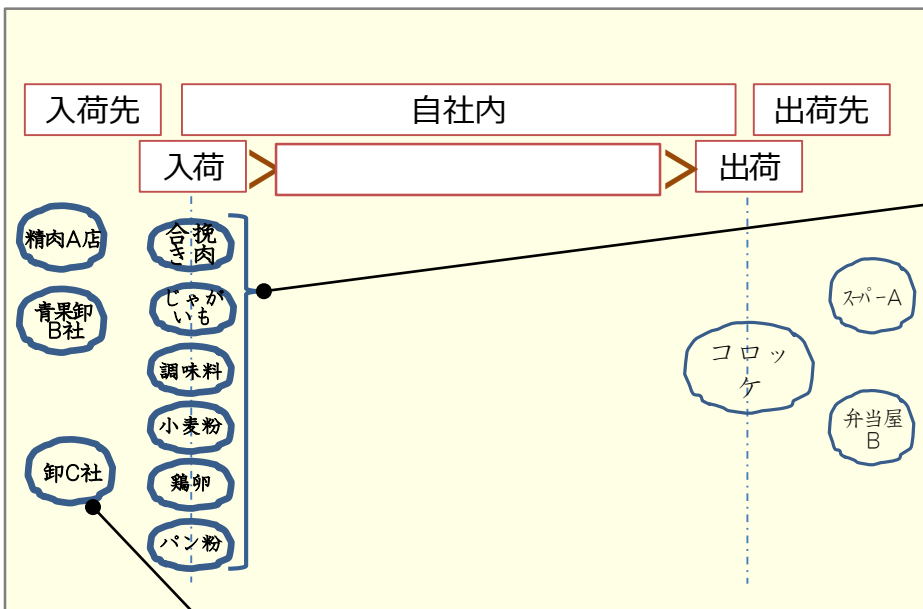 入荷先
自社内
出荷先
入荷
出荷
精肉A店
合挽
き肉
青果卸
B社
じゃが
いも
スーパーA
調味料
コロッ
ケ
小麦粉
弁当屋
B
卸C社
鶏卵
パン粉